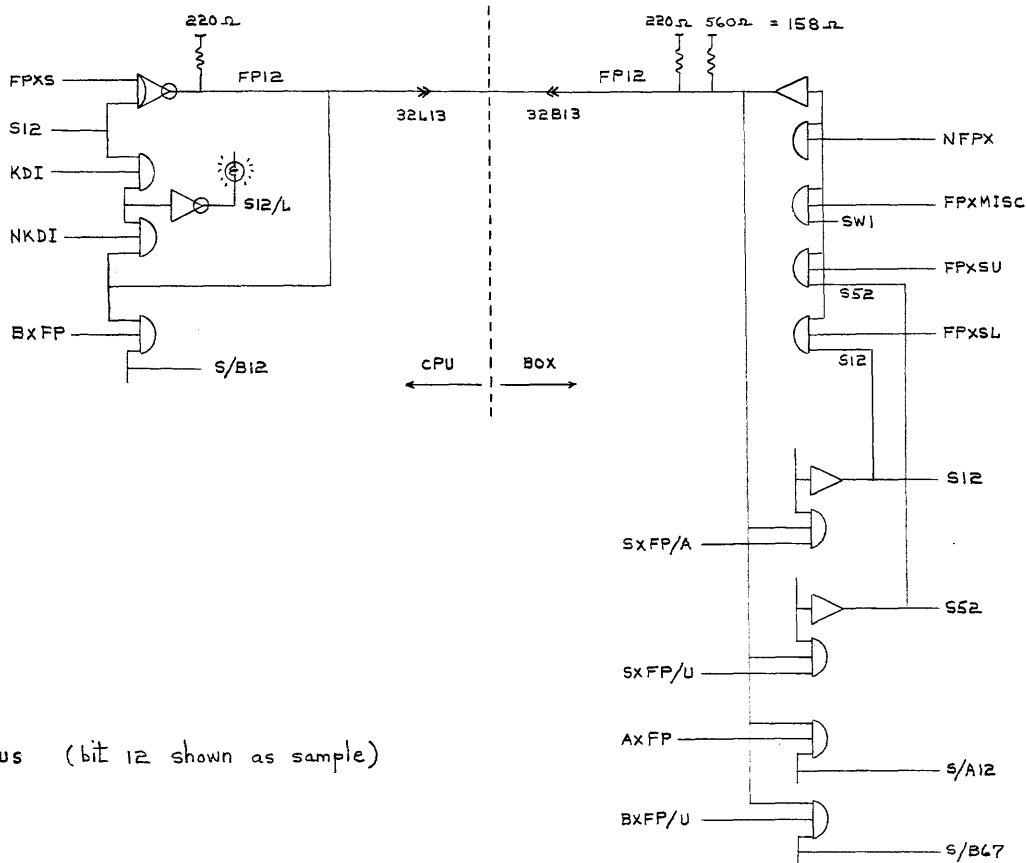 220Ω
220Ω 560Ω = 158Ω
FPXS
FP12
FP12
32L13
32B13
S12
KDI
S12/L
NKDI
BXFP
S/B12
CPU
BOX
NFPX
FPXMISC
SW1
FPXSU
S52
FPXSL
S12
S12
SXFP/A
S52
SXFP/U
AXFP
S/A12
BXFP/U
S/B67
us (bit 12 shown as sample)